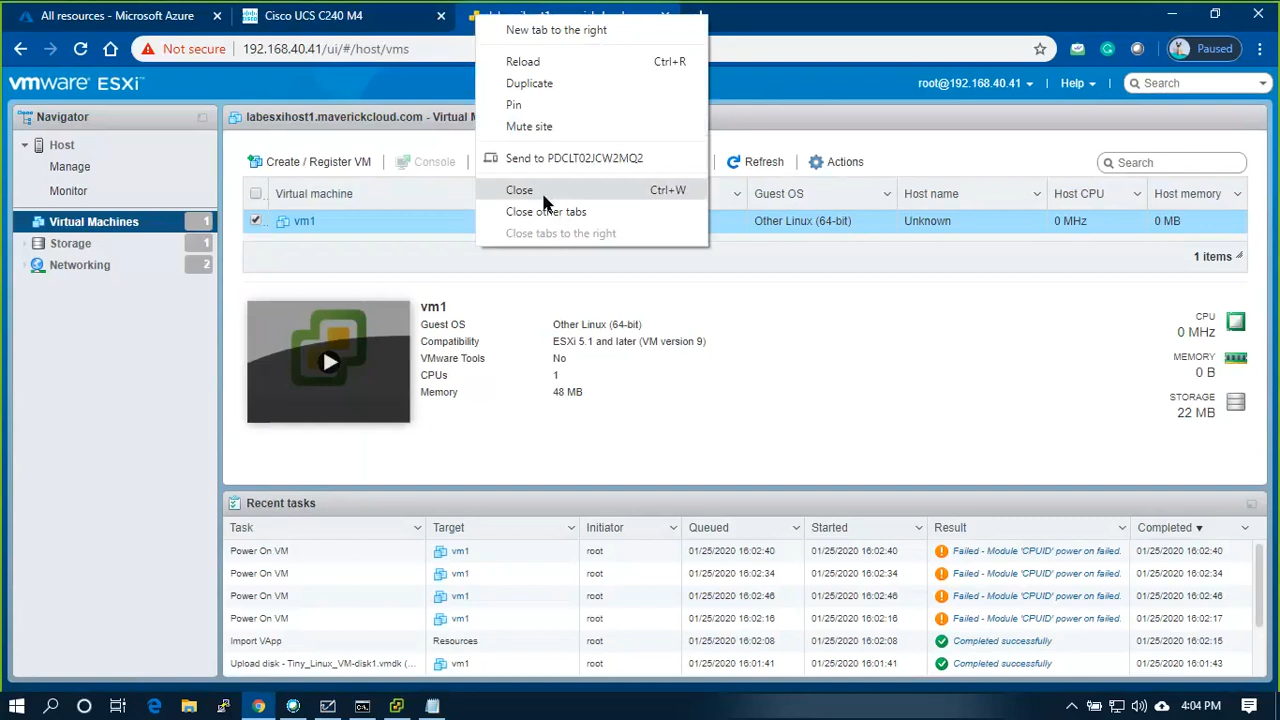 All resources - Microsoft Azure
Cisco UCS C240 M4
Not secure
192.168.40.41/ui/#/host/vms
Paused
New tab to the right
Reload Ctrl+R
Duplicate
Pin
Mute site
Send to PDCLT02JCW2MQ2
Close Ctrl+W
Close other tabs
Close tabs to the right
vmware ESXi™
root@192.168.40.41
Help
Search
Navigator
Host
Manage
Monitor
Virtual Machines 1
Storage 1
Networking 2
labesxihost1.maverickcloud.com - Virtual M
Create / Register VM
Console
Refresh
Actions
Search
Virtual machine
Guest OS
Host name
Host CPU
Host memory
vm1
Other Linux (64-bit)
Unknown
0 MHz
0 MB
1 items
vm1
Guest OS Other Linux (64-bit)
Compatibility ESXi 5.1 and later (VM version 9)
VMware Tools No
CPUs 1
Memory 48 MB
CPU
0 MHz
MEMORY
0 B
STORAGE
22 MB
Recent tasks
Task Target Initiator Queued Started Result Completed
Power On VM vm1 root 01/25/2020 16:02:40 01/25/2020 16:02:40 Failed - Module 'CPUID' power on failed. 01/25/2020 16:02:40
Power On VM vm1 root 01/25/2020 16:02:34 01/25/2020 16:02:34 Failed - Module 'CPUID' power on failed. 01/25/2020 16:02:34
Power On VM vm1 root 01/25/2020 16:02:46 01/25/2020 16:02:46 Failed - Module 'CPUID' power on failed. 01/25/2020 16:02:46
Power On VM vm1 root 01/25/2020 16:02:16 01/25/2020 16:02:16 Failed - Module 'CPUID' power on failed. 01/25/2020 16:02:17
Import VApp Resources root 01/25/2020 16:02:08 01/25/2020 16:02:08 Completed successfully 01/25/2020 16:02:15
Upload disk - Tiny_Linux_VM-disk1.vmdk (... vm1 root 01/25/2020 16:01:41 01/25/2020 16:01:41 Completed successfully 01/25/2020 16:01:43
4:04 PM